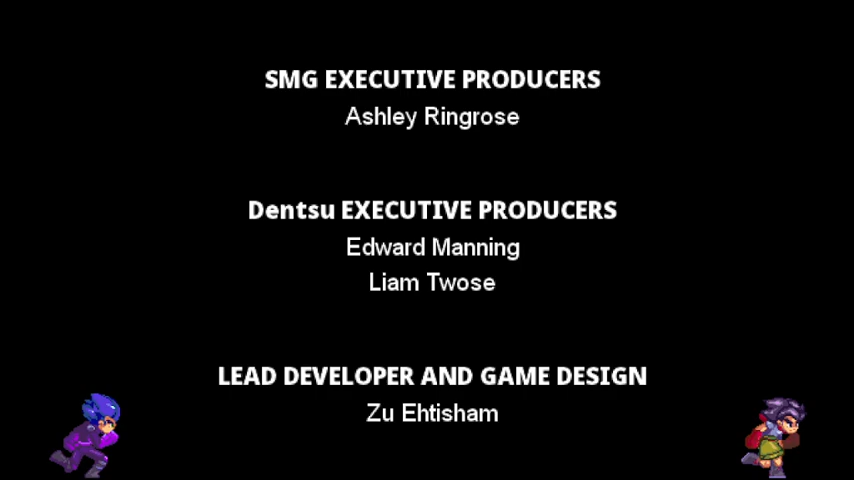 SMG EXECUTIVE PRODUCERS
Ashley Ringrose
Dentsu EXECUTIVE PRODUCERS
Edward Manning
Liam Twose
LEAD DEVELOPER AND GAME DESIGN
Zu Ehtisham